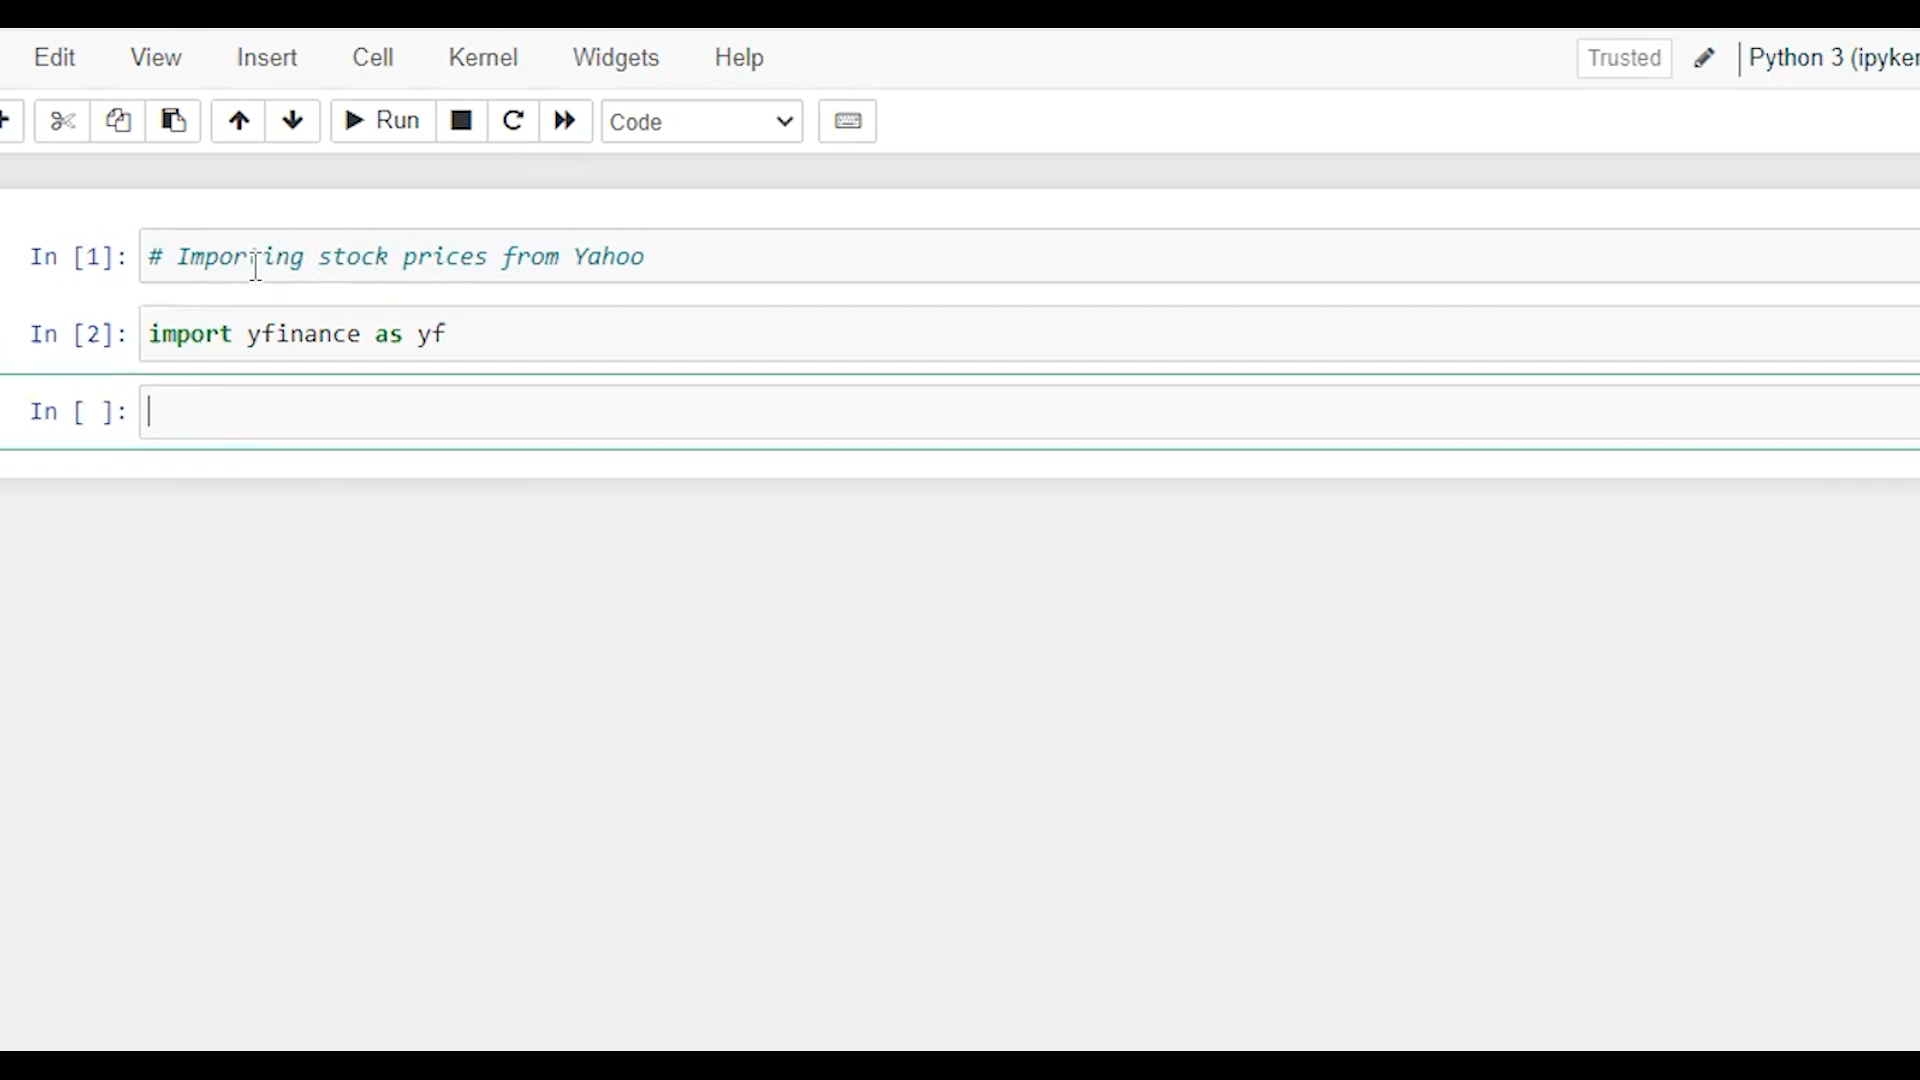 Edit View Insert Cell Kernel Widgets Help Trusted Python 3 (ipyker
Run Code
In [1]: # Importing stock prices from Yahoo
In [2]: import yfinance as yf
In [ ]: